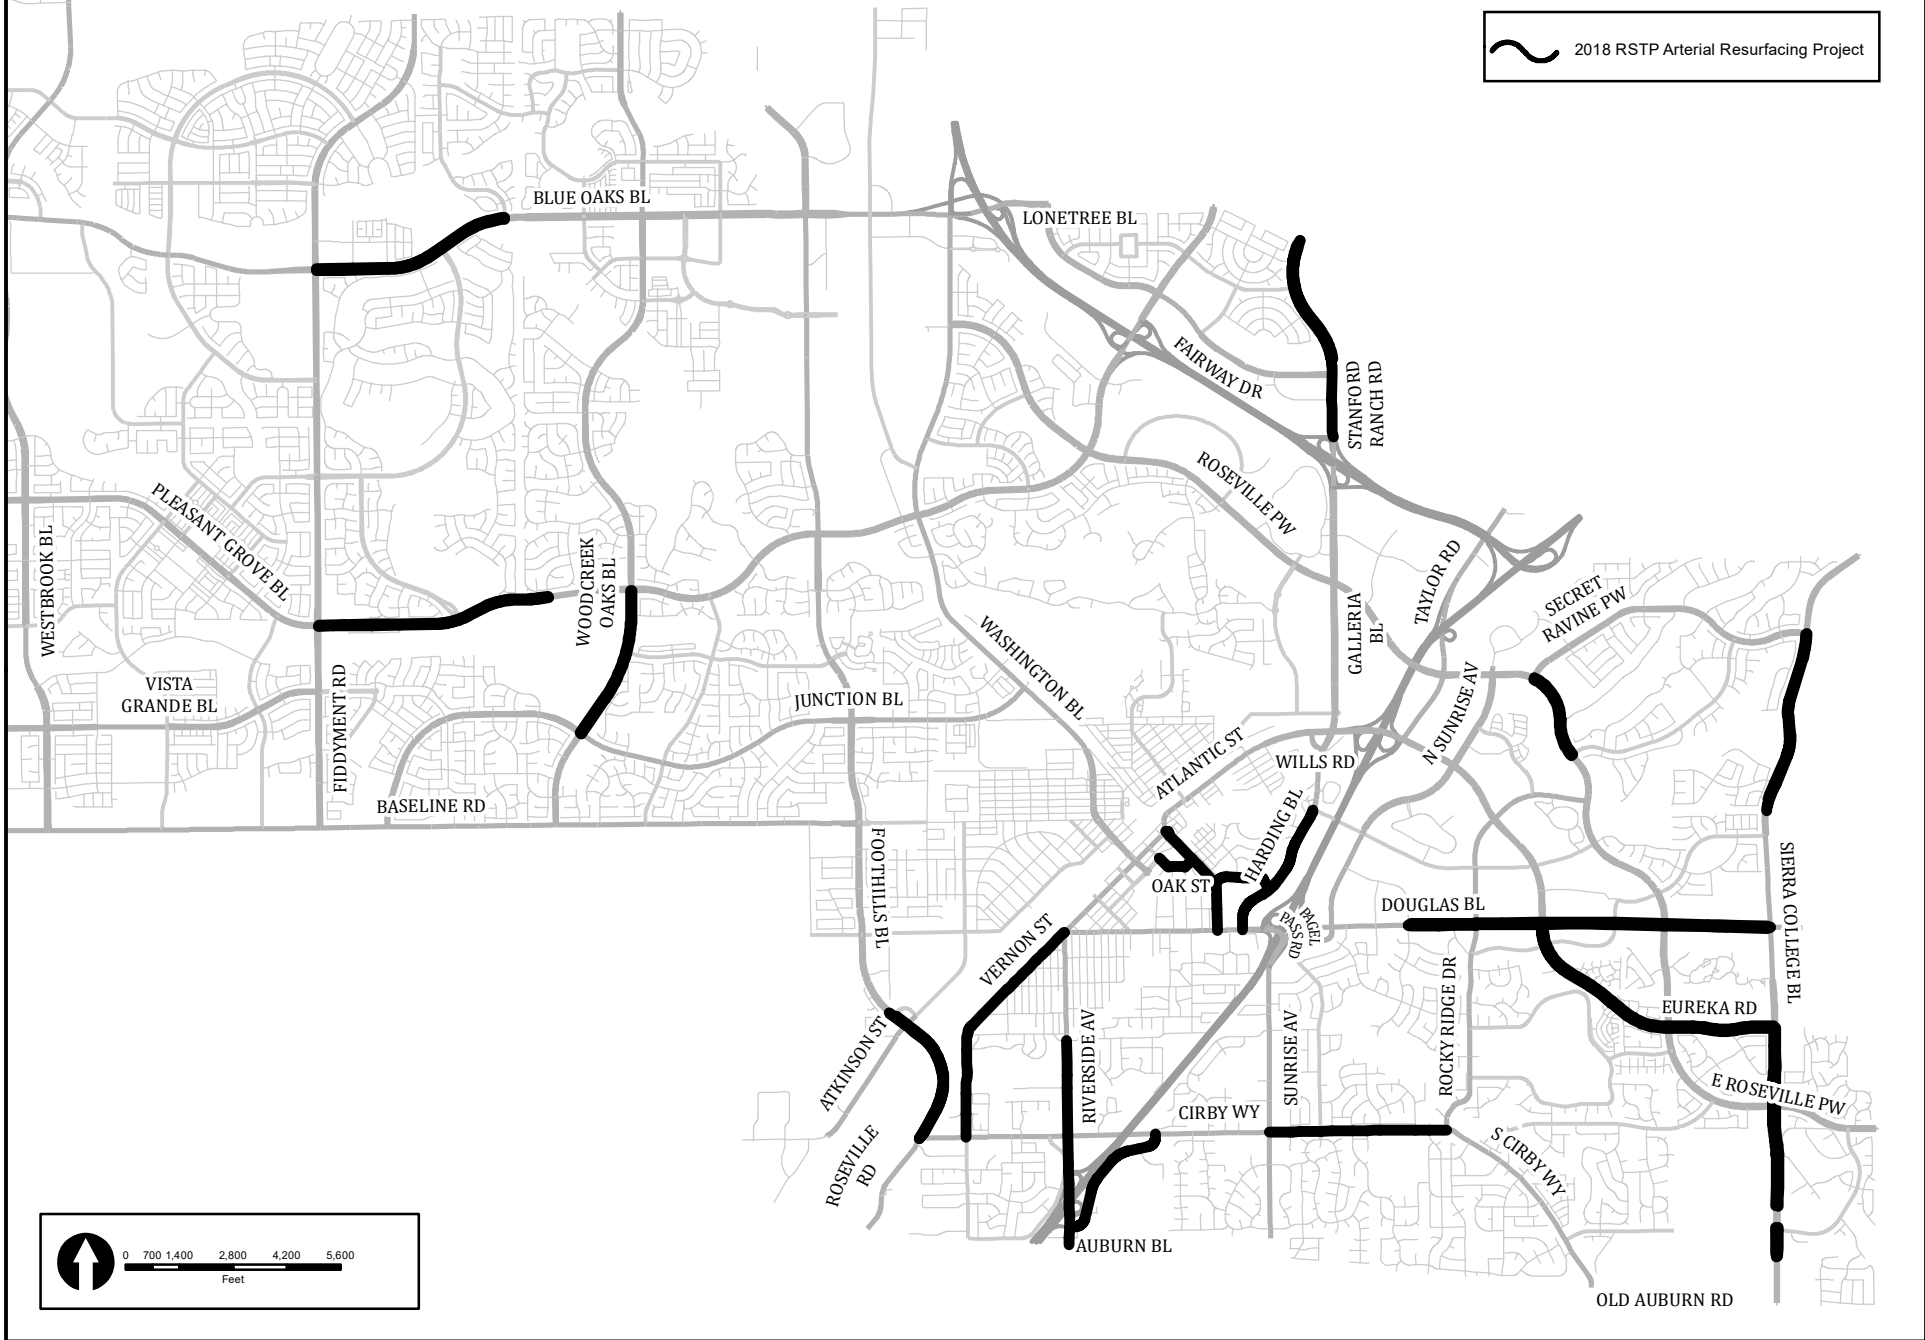 2018 RSTP Arterial Resurfacing Project
BLUE OAKS BL
LONETREE BL
FAIRWAY DR
STANFORD
RANCH RD
ROSEVILLE PW
PLEASANT GROVE BL
WESTBROOK BL
WOODCREEK
OAKS BL
TAYLOR RD
SECRET
RAVINE PW
GALLERIA
BL
WASHINGTON BL
VISTA
GRANDE BL
FIDDYMENT RD
JUNCTION BL
N SUNRISE AV
ATLANTIC ST
WILLS RD
BASELINE RD
HARDING BL
FOOTHILLS BL
OAK ST
SIERRA COLLEGE BL
DOUGLAS BL
PAGEL
PASS RD
VERNON ST
ROCKY RIDGE DR
EUREKA RD
ATKINSON ST
RIVERSIDE AV
SUNRISE AV
E ROSEVILLE PW
CIRBY WY
S CIRBY WY
ROSEVILLE
RD
AUBURN BL
OLD AUBURN RD
0 700 1,400 2,800 4,200 5,600
Feet